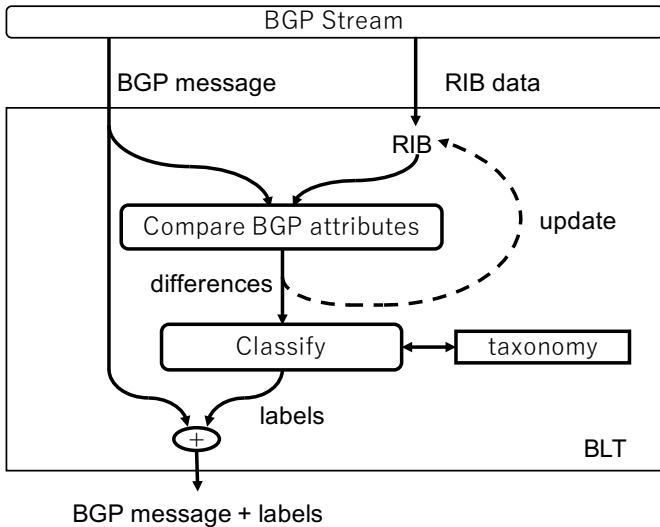 BGP Stream
BGP message
RIB data
RIB
Compare BGP attributes
update
differences
Classify
taxonomy
labels
+
BLT
BGP message + labels